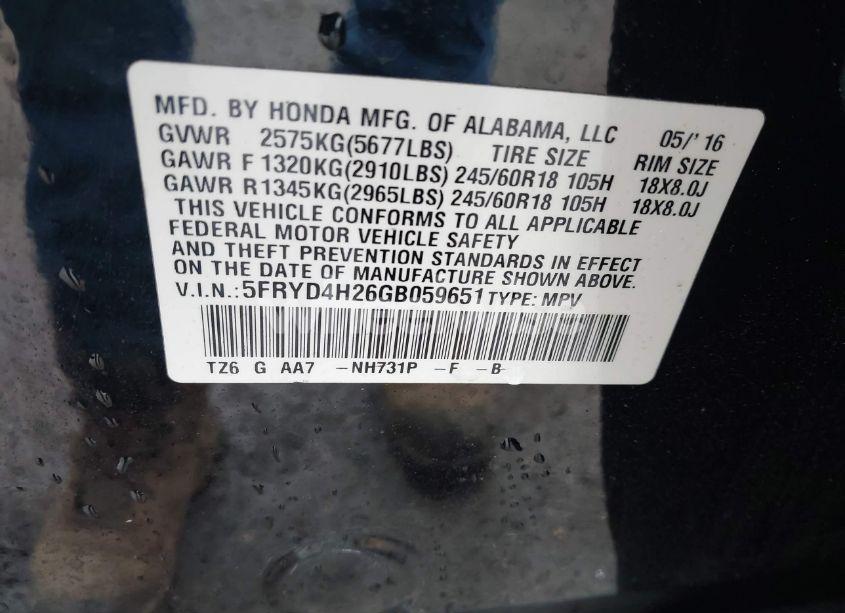 MFD. BY HONDA MFG. OF ALABAMA, LLC 05/'16
GVWR 2575KG(5677LBS) TIRE SIZE RIM SIZE
GAWR F 1320KG(2910LBS) 245/60R18 105H 18X8.0J
GAWR R 1345KG(2965LBS) 245/60R18 105H 18X8.0J
THIS VEHICLE CONFORMS TO ALL APPLICABLE
FEDERAL MOTOR VEHICLE SAFETY
AND THEFT PREVENTION STANDARDS IN EFFECT
ON THE DATE OF MANUFACTURE SHOWN ABOVE.
V.I.N.: 5FRYD4H26GB059651 TYPE: MPV
TZ6 G AA7 -NH731P -F -B-